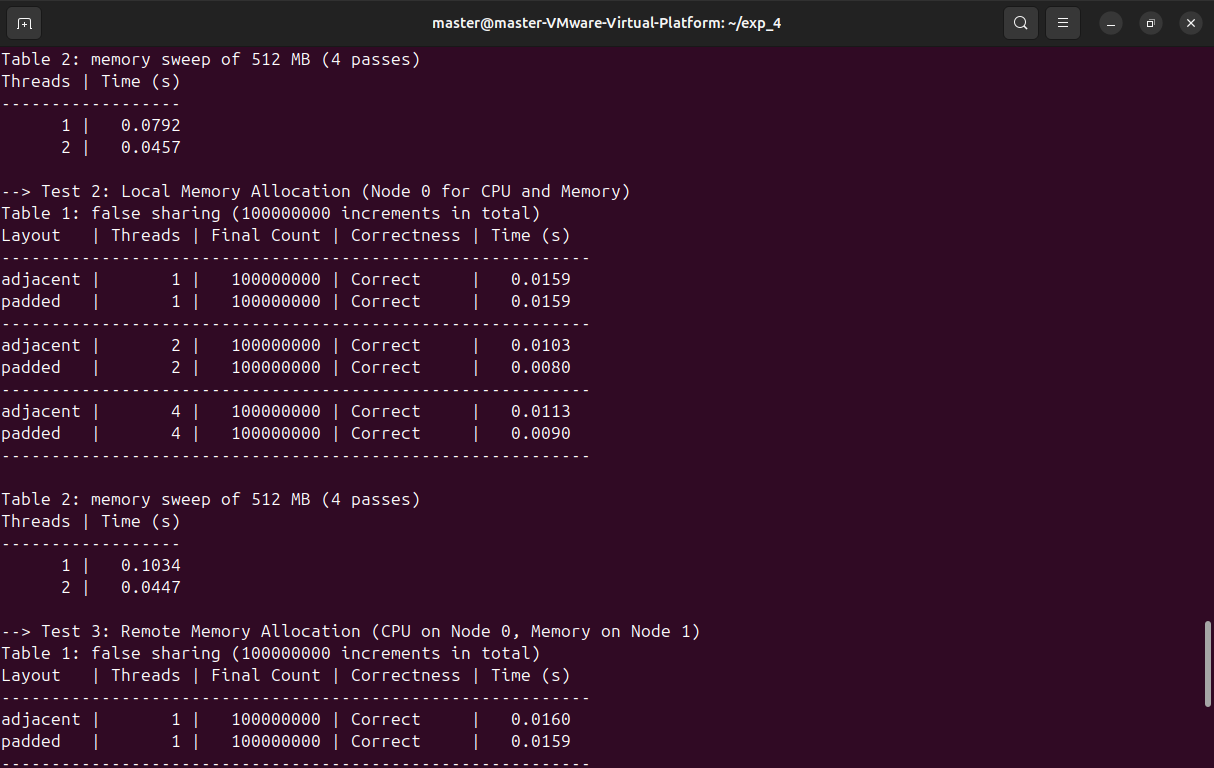 master@master-VMware-Virtual-Platform: ~/exp_4
Table 2: memory sweep of 512 MB (4 passes)
Threads | Time (s)
------------------
      1 |   0.0792
      2 |   0.0457
--> Test 2: Local Memory Allocation (Node 0 for CPU and Memory)
Table 1: false sharing (100000000 increments in total)
Layout   | Threads | Final Count | Correctness | Time (s)
-----------------------------------------------------------
adjacent |       1 |   100000000 | Correct     |   0.0159
padded   |       1 |   100000000 | Correct     |   0.0159
-----------------------------------------------------------
adjacent |       2 |   100000000 | Correct     |   0.0103
padded   |       2 |   100000000 | Correct     |   0.0080
-----------------------------------------------------------
adjacent |       4 |   100000000 | Correct     |   0.0113
padded   |       4 |   100000000 | Correct     |   0.0090
-----------------------------------------------------------
Table 2: memory sweep of 512 MB (4 passes)
Threads | Time (s)
------------------
      1 |   0.1034
      2 |   0.0447
--> Test 3: Remote Memory Allocation (CPU on Node 0, Memory on Node 1)
Table 1: false sharing (100000000 increments in total)
Layout   | Threads | Final Count | Correctness | Time (s)
-----------------------------------------------------------
adjacent |       1 |   100000000 | Correct     |   0.0160
padded   |       1 |   100000000 | Correct     |   0.0159
-----------------------------------------------------------